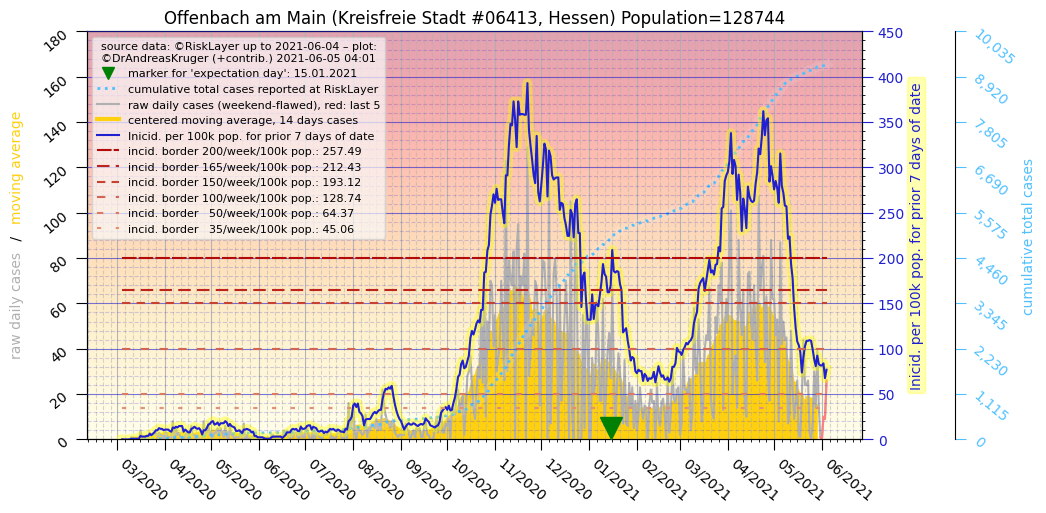 Offenbach am Main (Kreisfreie Stadt #06413, Hessen) Population=128744
source data: ©RiskLayer up to 2021-06-04 – plot:
©DrAndreasKruger (+contrib.) 2021-06-05 04:01
marker for 'expectation day': 15.01.2021
cumulative total cases reported at RiskLayer
raw daily cases (weekend-flawed), red: last 5
centered moving average, 14 days cases
Inicid. per 100k pop. for prior 7 days of date
incid. border 200/week/100k pop.: 257.49
incid. border 165/week/100k pop.: 212.43
incid. border 150/week/100k pop.: 193.12
incid. border 100/week/100k pop.: 128.74
incid. border   50/week/100k pop.: 64.37
incid. border   35/week/100k pop.: 45.06
raw daily cases   /   moving average
180
160
140
120
100
80
60
40
20
0
03/2020
04/2020
05/2020
06/2020
07/2020
08/2020
09/2020
10/2020
11/2020
12/2020
01/2021
02/2021
03/2021
04/2021
05/2021
06/2021
450
400
350
300
250
200
150
100
50
0
Inicid. per 100k pop. for prior 7 days of date
10,035
8,920
7,805
6,690
5,575
4,460
3,345
2,230
1,115
0
cumulative total cases